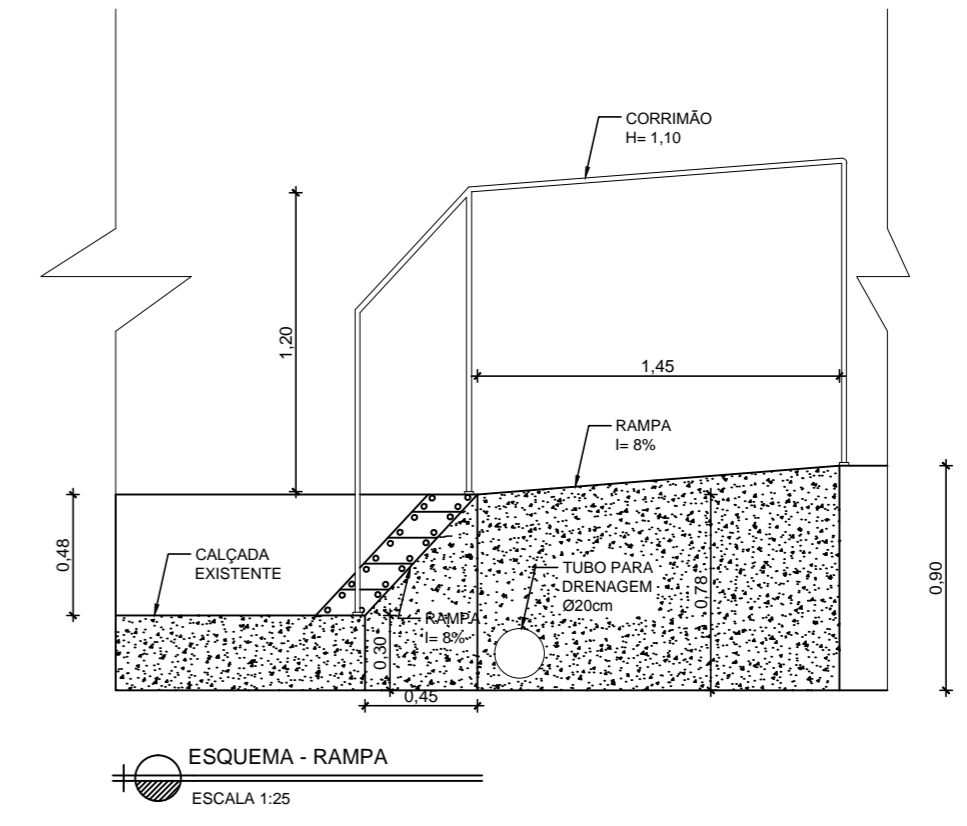 CORRIMÃO
H= 1,10
1,20
1,45
RAMPA
I= 8%
0,48
CALÇADA
EXISTENTE
TUBO PARA
DRENAGEM
Ø20cm
0,78
0,90
RAMPA
I= 8%
0,30
0,45
ESQUEMA - RAMPA
ESCALA 1:25